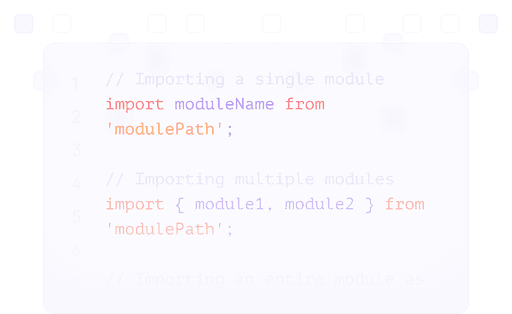 1 // Importing a single module
import moduleName from
2 'modulePath';
3
4 // Importing multiple modules
5 import { module1, module2 } from
'modulePath';
6
// Importing an entire module as